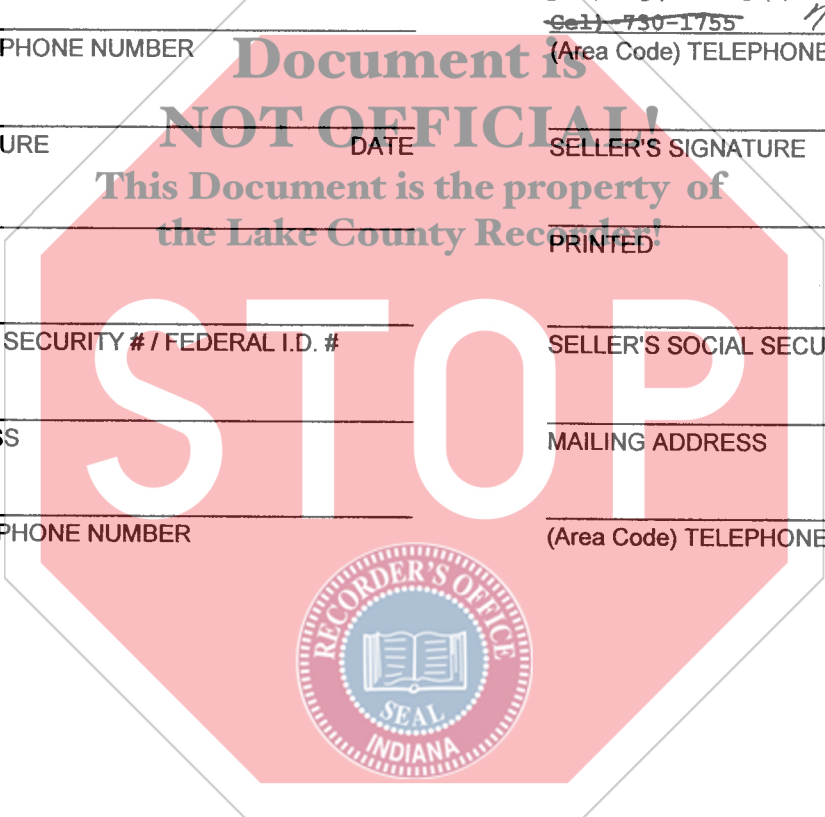 Cel) 730-1755
PHONE NUMBER (Area Code) TELEPHONE
Document is
NOT OFFICIAL!
URE DATE SELLER'S SIGNATURE
This Document is the property of
the Lake County Recorder!
PRINTED
SECURITY # / FEDERAL I.D. # SELLER'S SOCIAL SECU
STOP
SS MAILING ADDRESS
PHONE NUMBER (Area Code) TELEPHONE
RECORDER'S OFFICE
SEAL
INDIANA